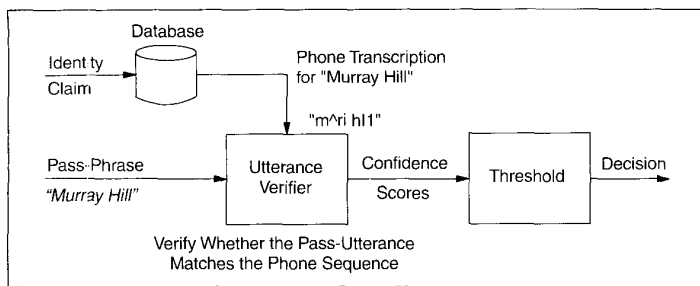 Database
Identity
Claim
Phone Transcription
for "Murray Hill"
"m^ri hl1"
Pass-Phrase
"Murray Hill"
Utterance
Verifier
Confidence
Scores
Threshold
Decision
Verify Whether the Pass-Utterance
Matches the Phone Sequence